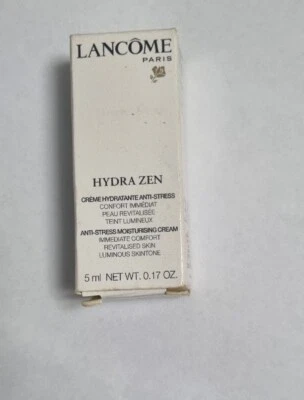 LANCÔME
PARIS
HYDRA ZEN
CRÈME HYDRATANTE ANTI-STRESS
CONFORT IMMÉDIAT
PEAU REVITALISÉE
TEINT LUMINEUX
ANTI-STRESS MOISTURISING CREAM
IMMEDIATE COMFORT
REVITALISED SKIN
LUMINOUS SKINTONE
5 ml NET WT. 0.17 OZ.